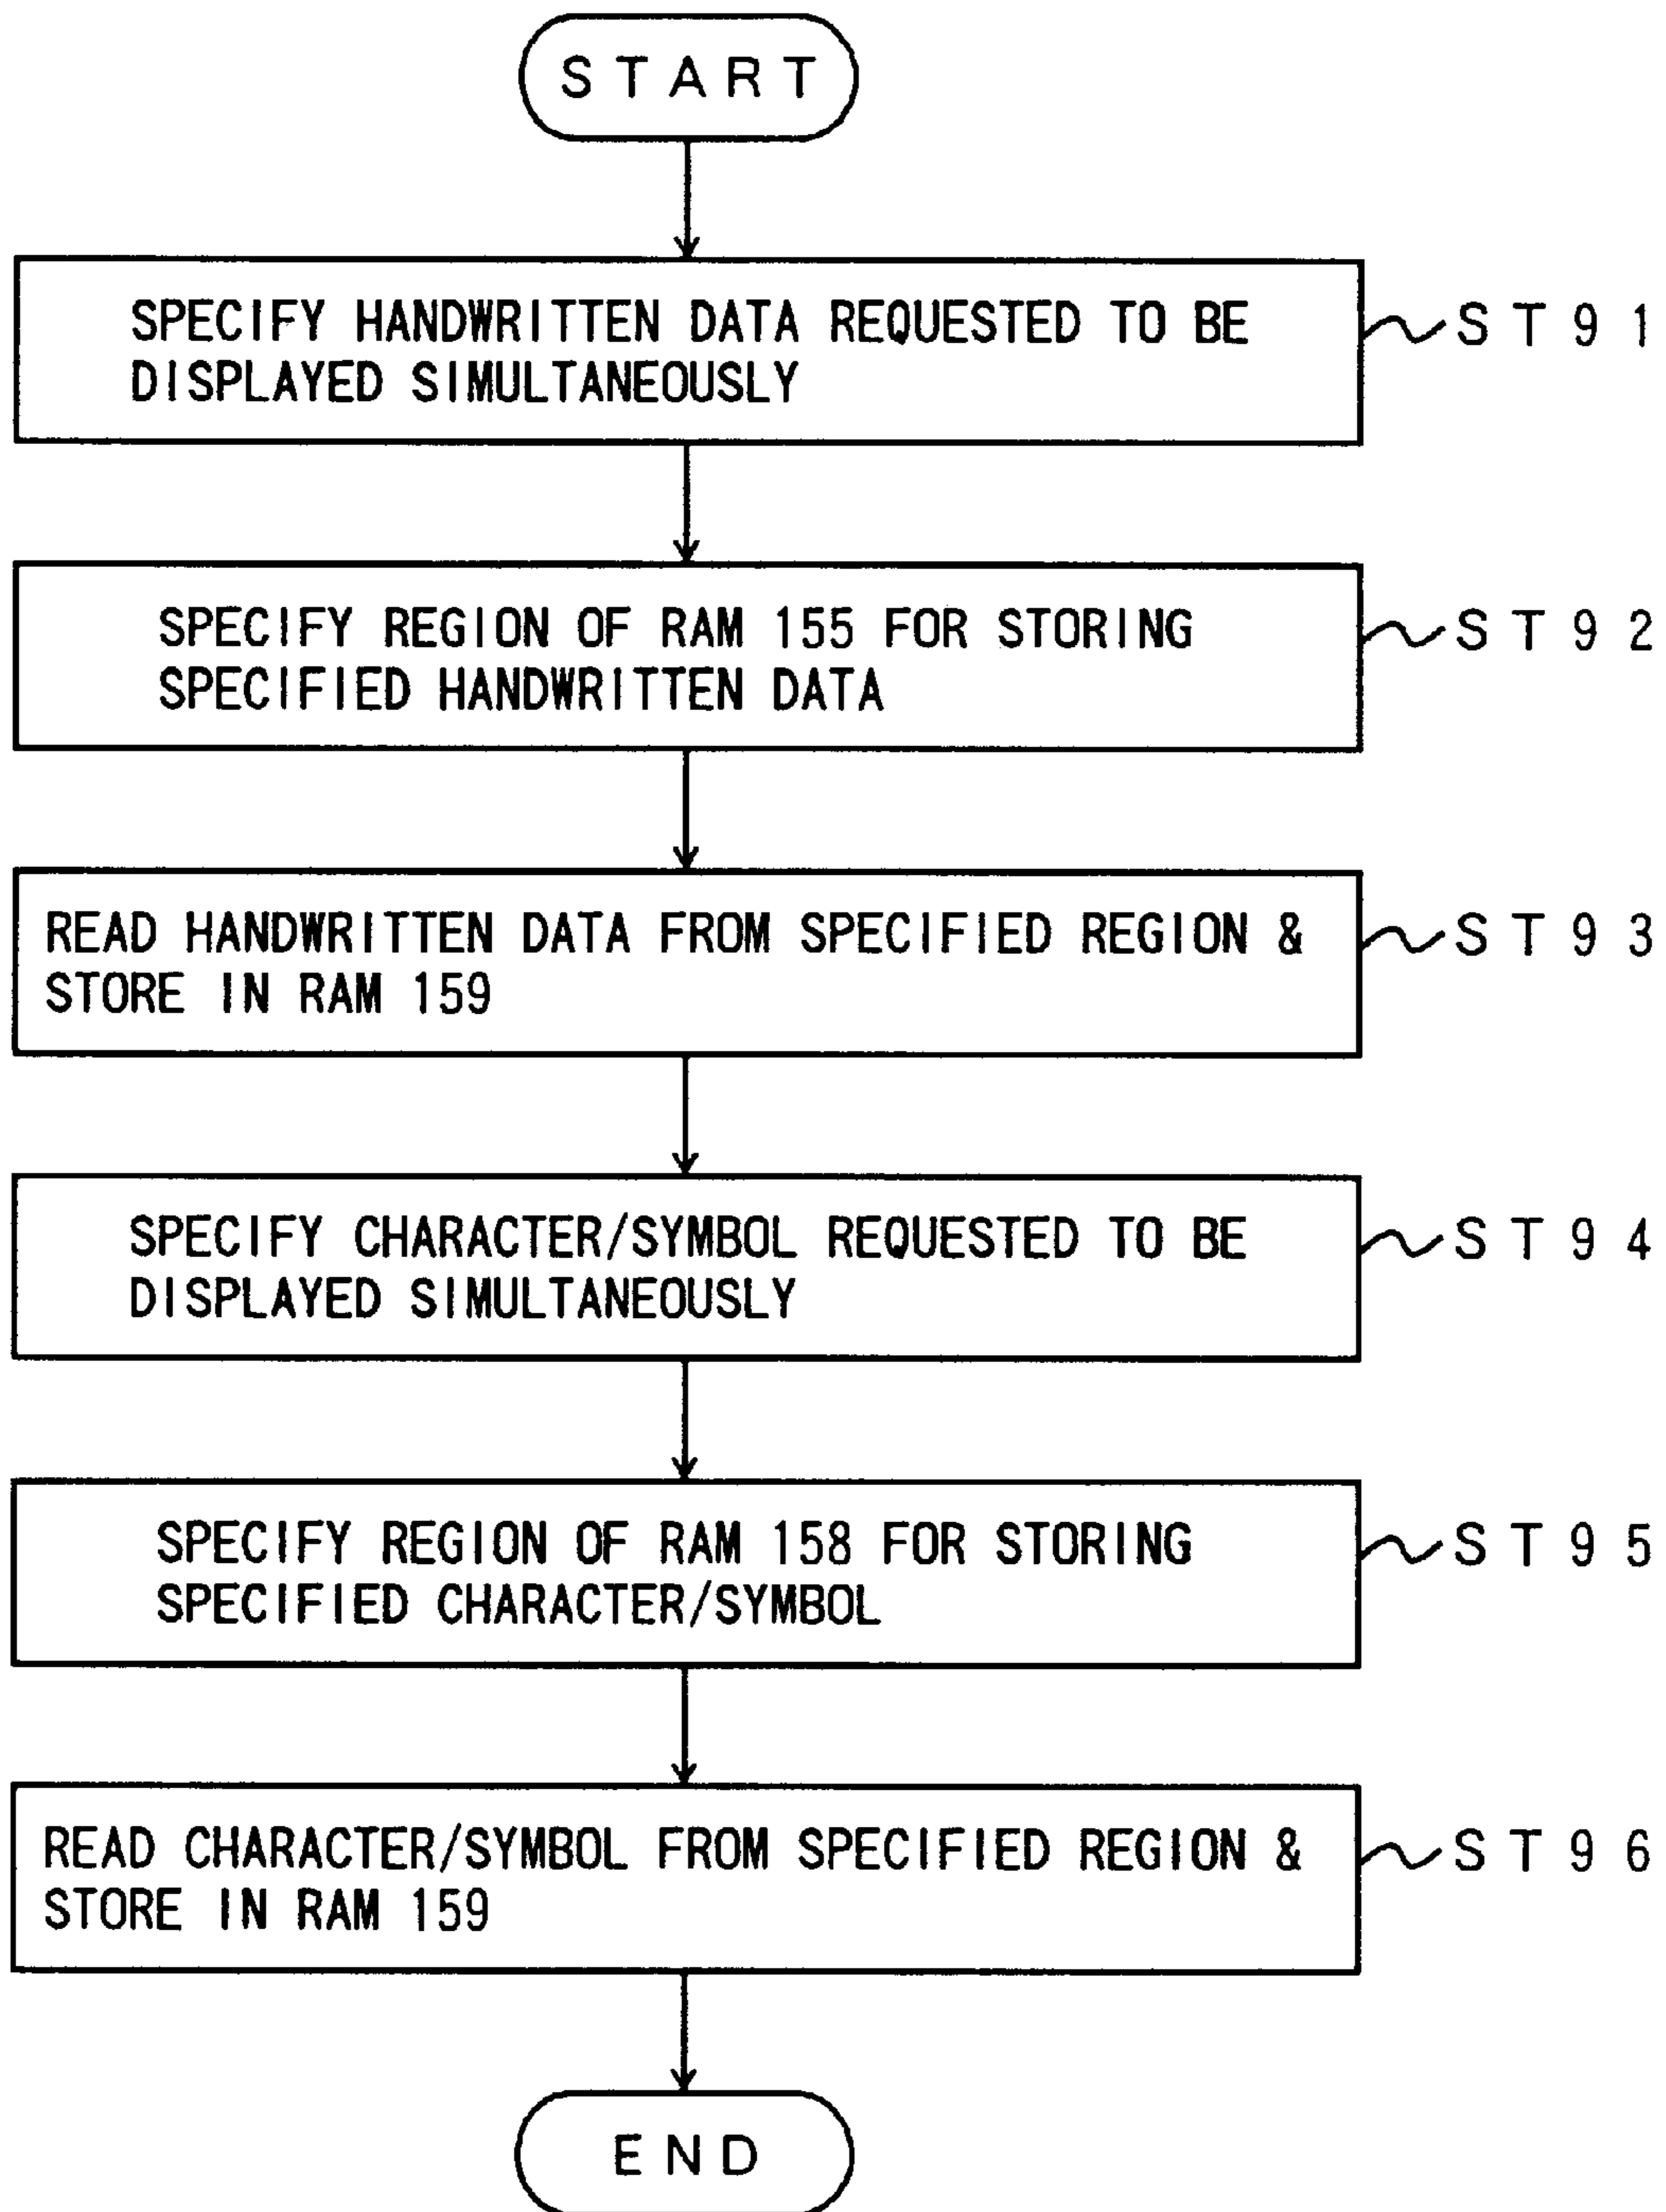 START
SPECIFY HANDWRITTEN DATA REQUESTED TO BE
DISPLAYED SIMULTANEOUSLY
ST91
SPECIFY REGION OF RAM 155 FOR STORING
SPECIFIED HANDWRITTEN DATA
ST92
READ HANDWRITTEN DATA FROM SPECIFIED REGION &
STORE IN RAM 159
ST93
SPECIFY CHARACTER/SYMBOL REQUESTED TO BE
DISPLAYED SIMULTANEOUSLY
ST94
SPECIFY REGION OF RAM 158 FOR STORING
SPECIFIED CHARACTER/SYMBOL
ST95
READ CHARACTER/SYMBOL FROM SPECIFIED REGION &
STORE IN RAM 159
ST96
END